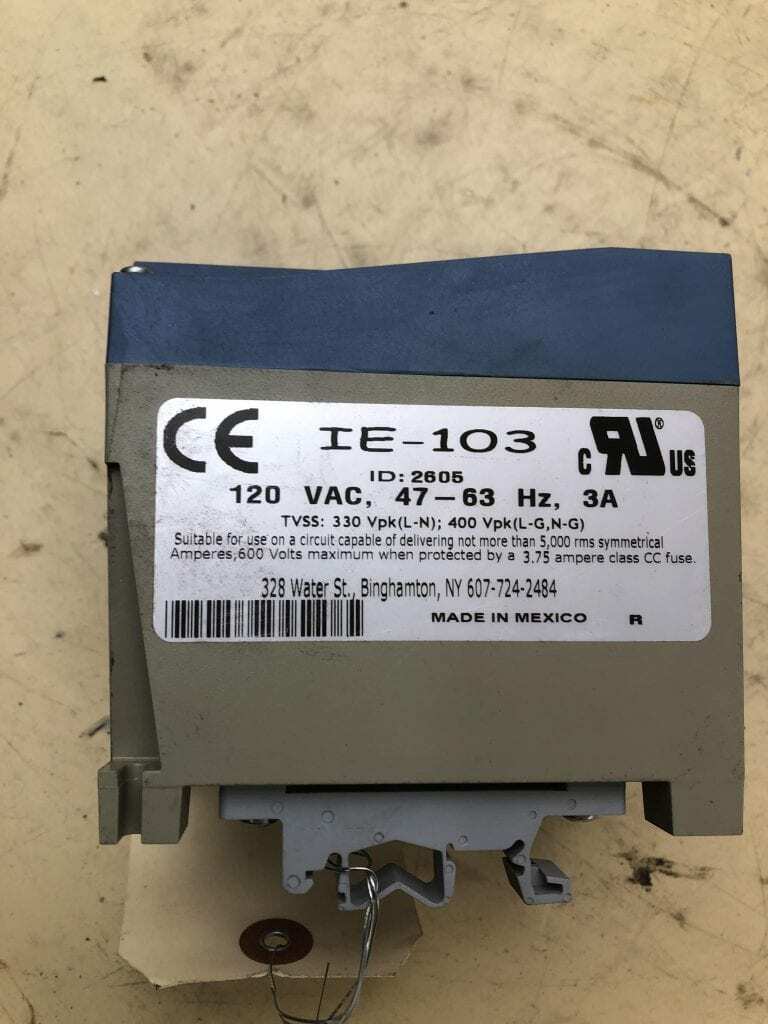 CE IE-103 c RU® US
ID: 2605
120 VAC, 47-63 Hz, 3A
TVSS: 330 Vpk(L-N); 400 Vpk(L-G,N-G)
Suitable for use on a circuit capable of delivering not more than 5,000 rms symmetrical
Amperes,600 Volts maximum when protected by a 3.75 ampere class CC fuse.
328 Water St., Binghamton, NY 607-724-2484
MADE IN MEXICO R